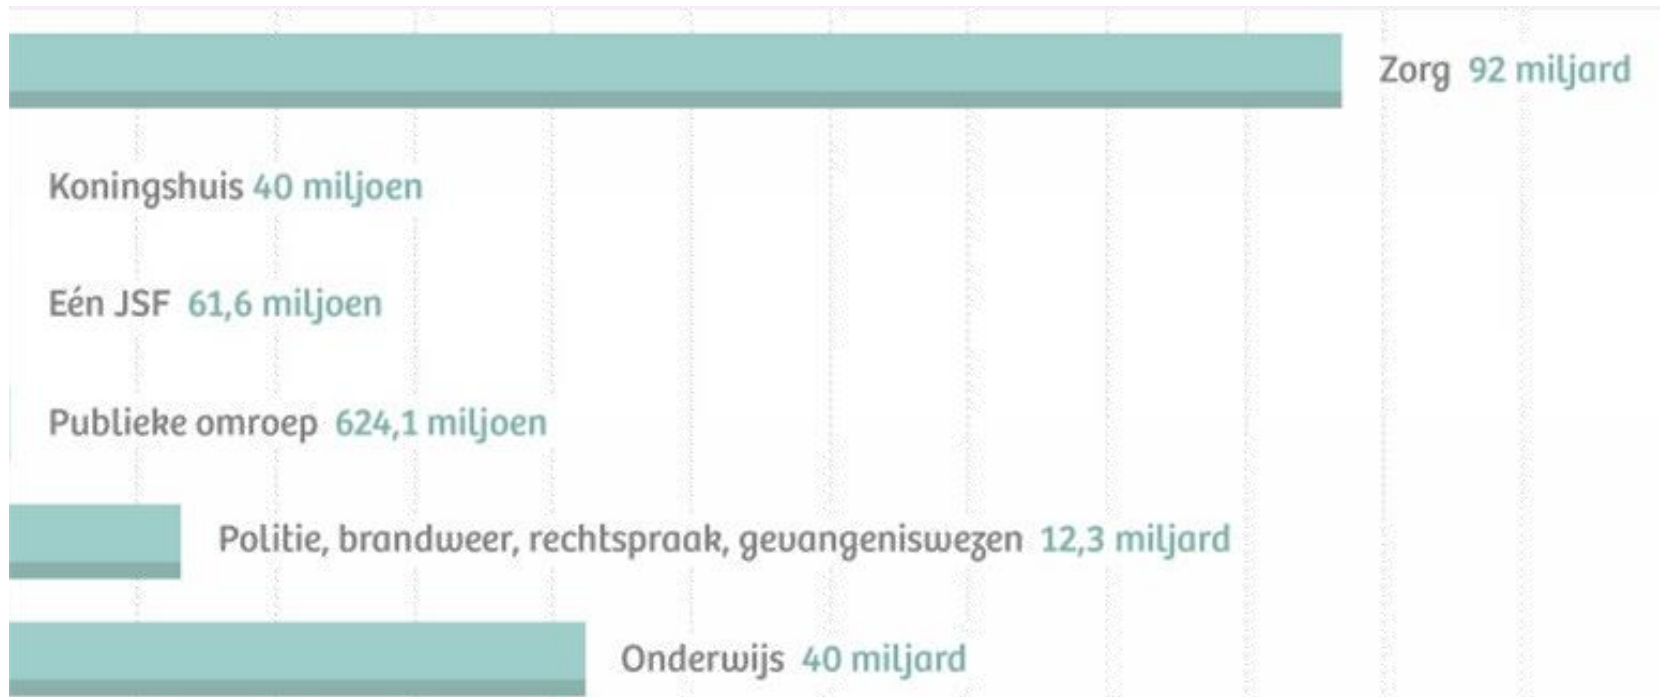 Zorg 92 miljard
Koningshuis 40 miljoen
Eén JSF 61,6 miljoen
Publieke omroep 624,1 miljoen
Politie, brandweer, rechtspraak, gevangeniswezen 12,3 miljard
Onderwijs 40 miljard